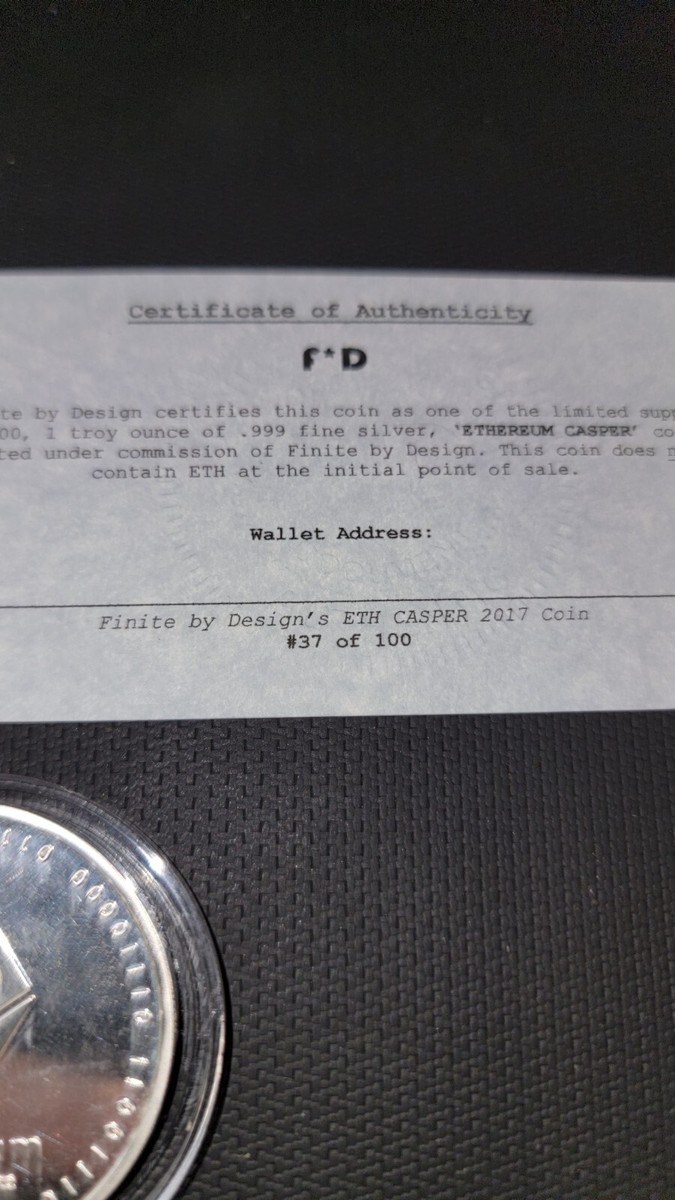 Certificate of Authenticity
F*D
te by Design certifies this coin as one of the limited supp
00, 1 troy ounce of .999 fine silver, 'ETHEREUM CASPER' co
ted under commission of Finite by Design. This coin does n
contain ETH at the initial point of sale.
Wallet Address:
Finite by Design's ETH CASPER 2017 Coin
#37 of 100
um